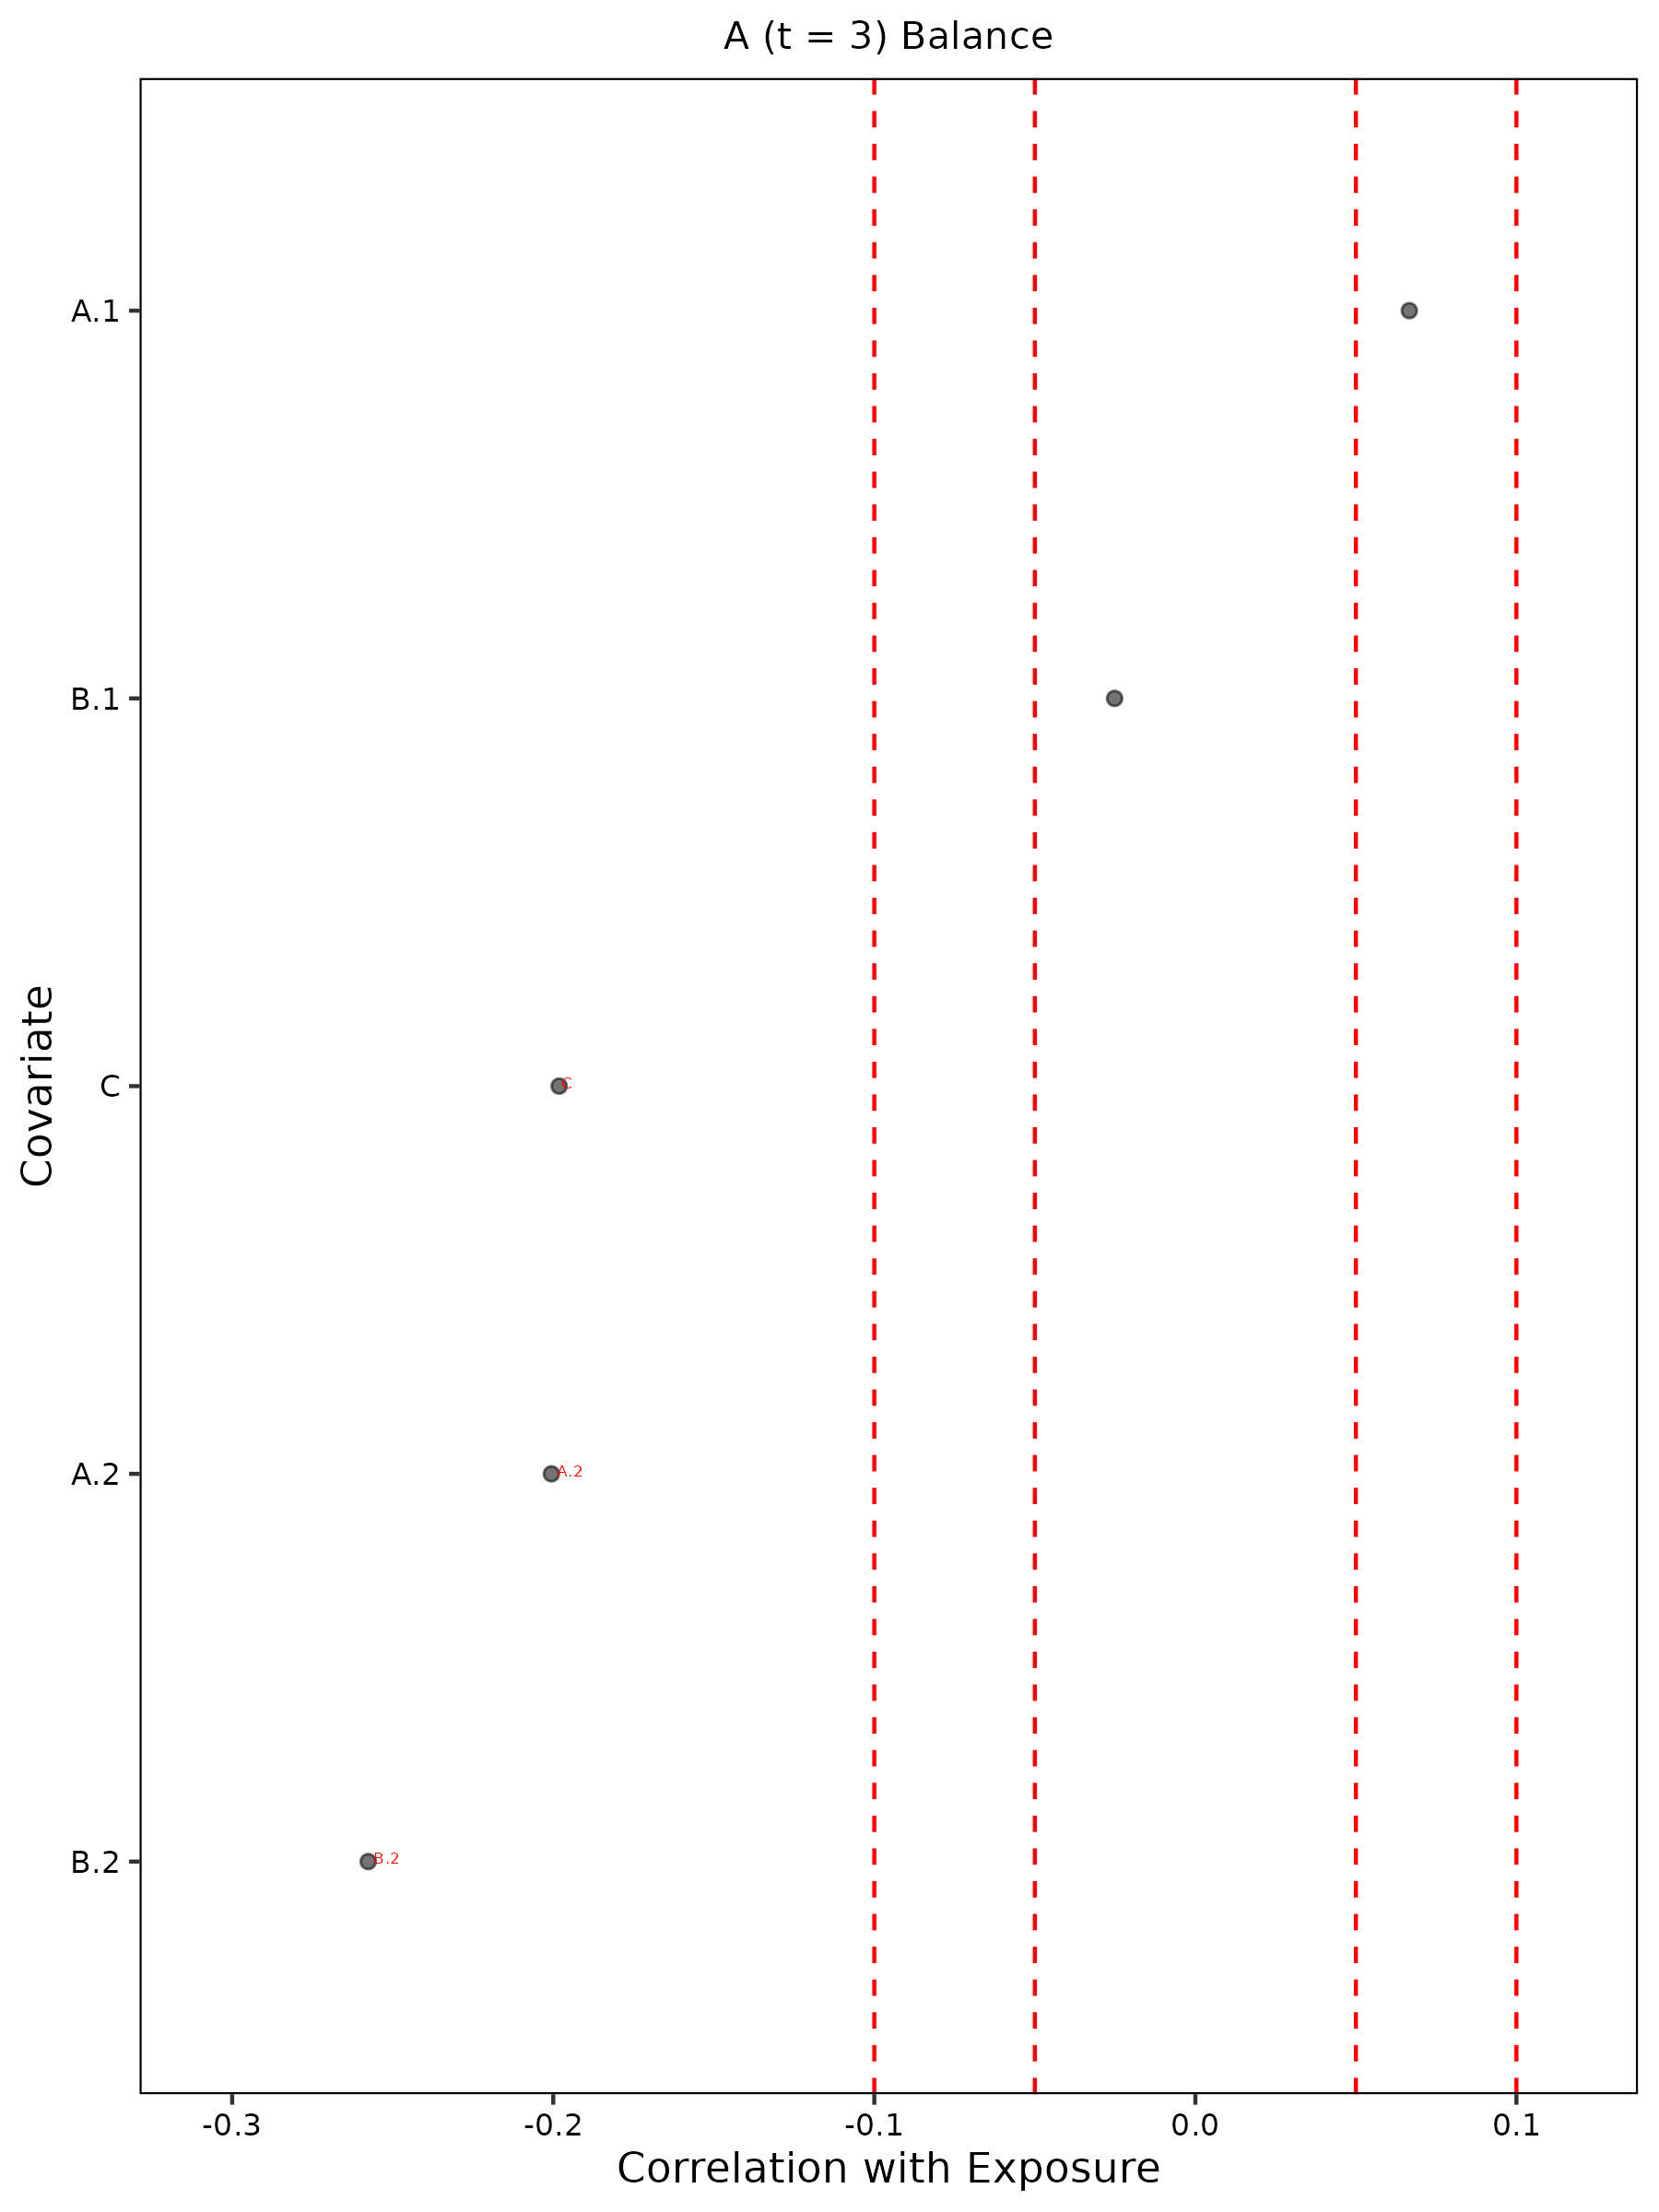 A (t = 3) Balance
A.1
B.1
C
C
A.2
A.2
B.2
B.2
Covariate
-0.3
-0.2
-0.1
0.0
0.1
Correlation with Exposure